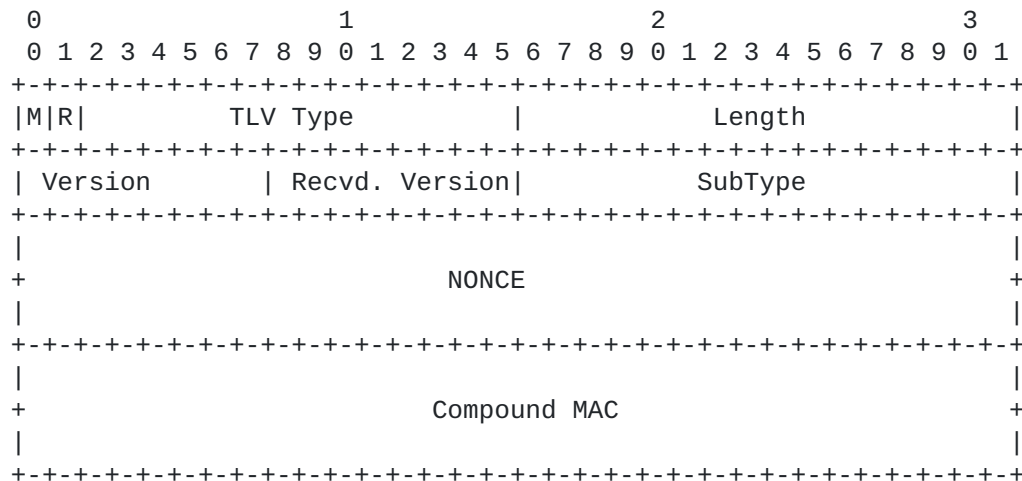 0                   1                   2                   3
 0 1 2 3 4 5 6 7 8 9 0 1 2 3 4 5 6 7 8 9 0 1 2 3 4 5 6 7 8 9 0 1
+-+-+-+-+-+-+-+-+-+-+-+-+-+-+-+-+-+-+-+-+-+-+-+-+-+-+-+-+-+-+-+-+
|M|R|         TLV Type          |            Length             |
+-+-+-+-+-+-+-+-+-+-+-+-+-+-+-+-+-+-+-+-+-+-+-+-+-+-+-+-+-+-+-+-+
| Version       | Recvd. Version|           SubType             |
+-+-+-+-+-+-+-+-+-+-+-+-+-+-+-+-+-+-+-+-+-+-+-+-+-+-+-+-+-+-+-+-+
|                                                               |
+                           NONCE                               +
|                                                               |
+-+-+-+-+-+-+-+-+-+-+-+-+-+-+-+-+-+-+-+-+-+-+-+-+-+-+-+-+-+-+-+-+
|                                                               |
+                          Compound MAC                         +
|                                                               |
+-+-+-+-+-+-+-+-+-+-+-+-+-+-+-+-+-+-+-+-+-+-+-+-+-+-+-+-+-+-+-+-+